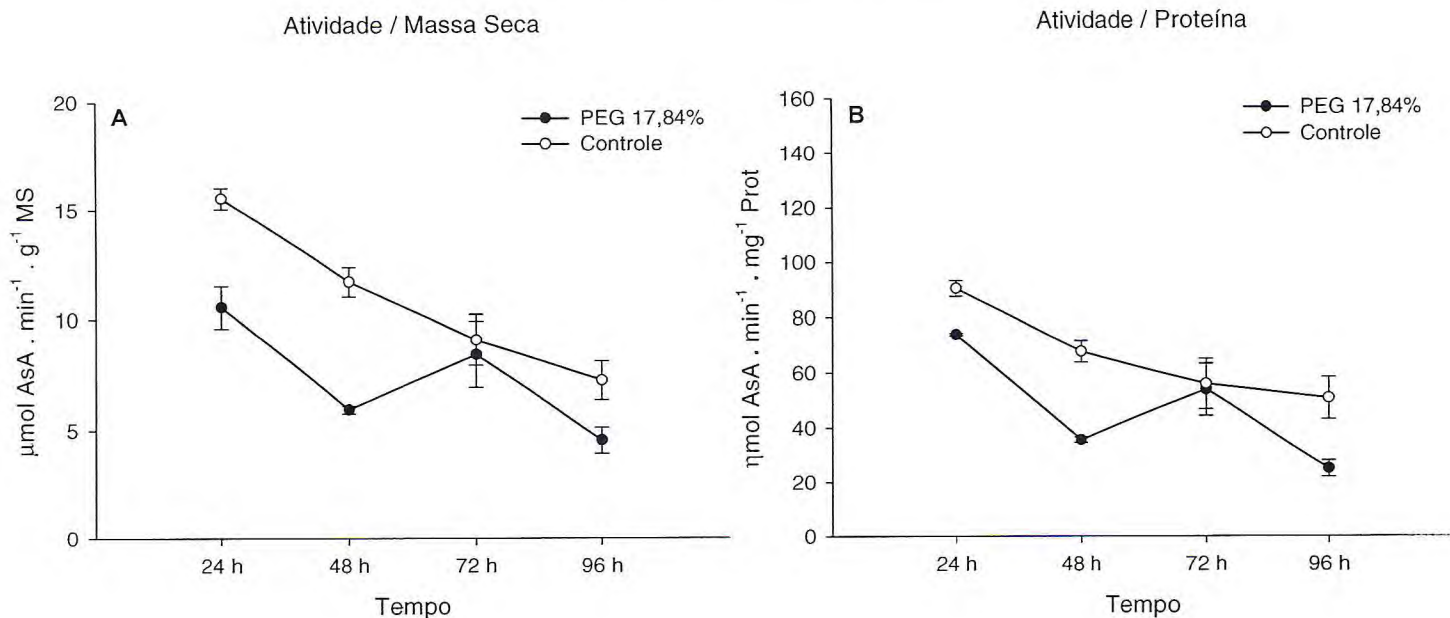 Atividade / Massa Seca
A
PEG 17,84%
Controle
20
15
10
5
0
µmol AsA . min⁻¹ . g⁻¹ MS
24 h
48 h
72 h
96 h
Tempo
Atividade / Proteína
B
PEG 17,84%
Controle
160
140
120
100
80
60
40
20
0
ηmol AsA . min⁻¹ . mg⁻¹ Prot
24 h
48 h
72 h
96 h
Tempo